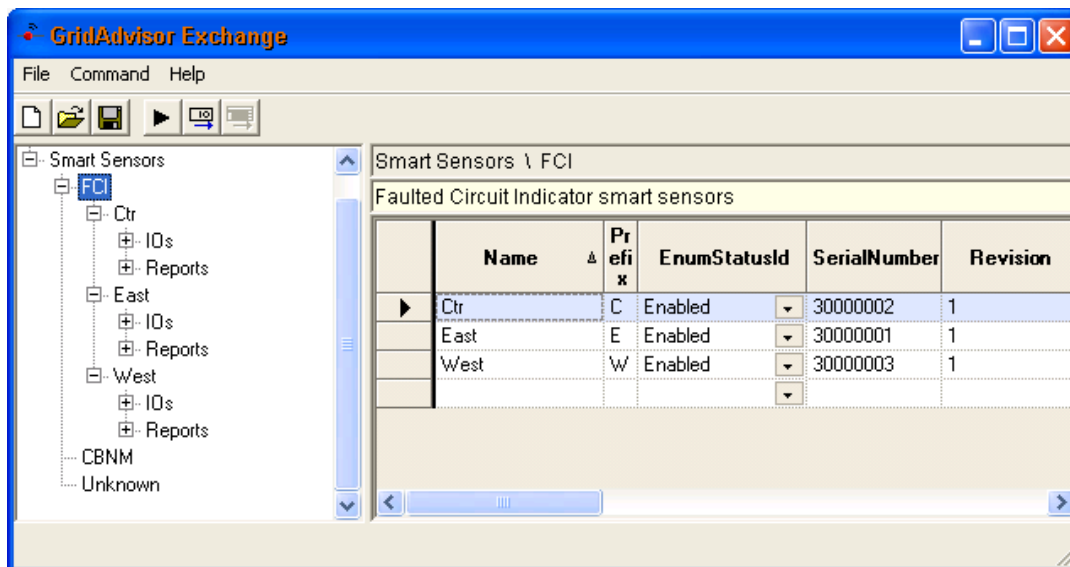 GridAdvisor Exchange
File Command Help
Smart Sensors
FCI
Ctr
IOs
Reports
East
IOs
Reports
West
IOs
Reports
CBNM
Unknown
Smart Sensors \ FCI
Faulted Circuit Indicator smart sensors
Name Prefix EnumStatusId SerialNumber Revision
Ctr C Enabled 30000002 1
East E Enabled 30000001 1
West W Enabled 30000003 1